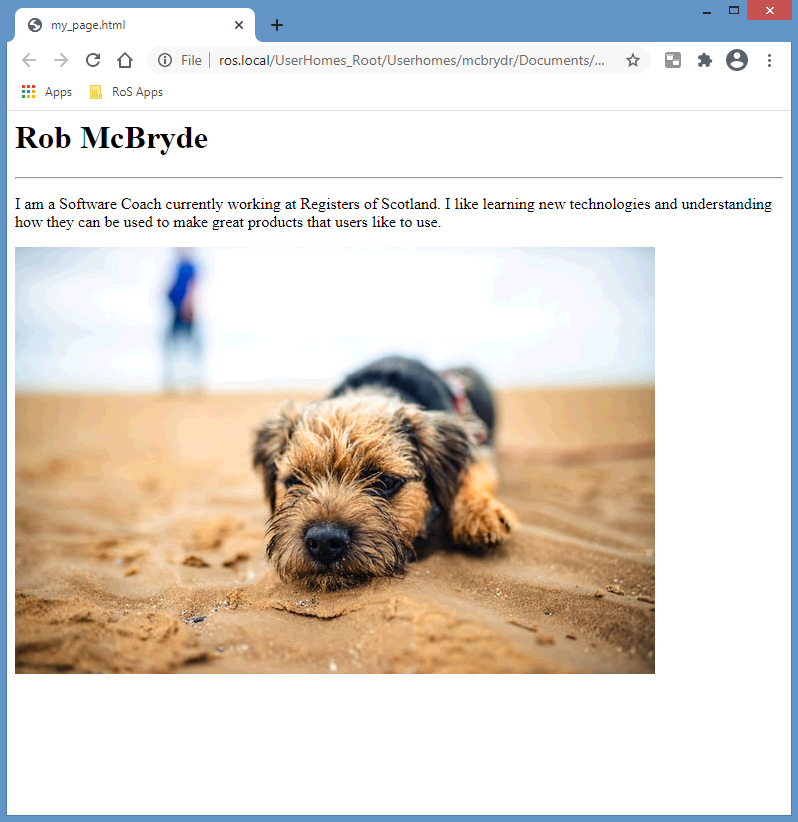 my_page.html
File ros.local/UserHomes_Root/Userhomes/mcbrydr/Documents/...
Apps RoS Apps
Rob McBryde
I am a Software Coach currently working at Registers of Scotland. I like learning new technologies and understanding
how they can be used to make great products that users like to use.